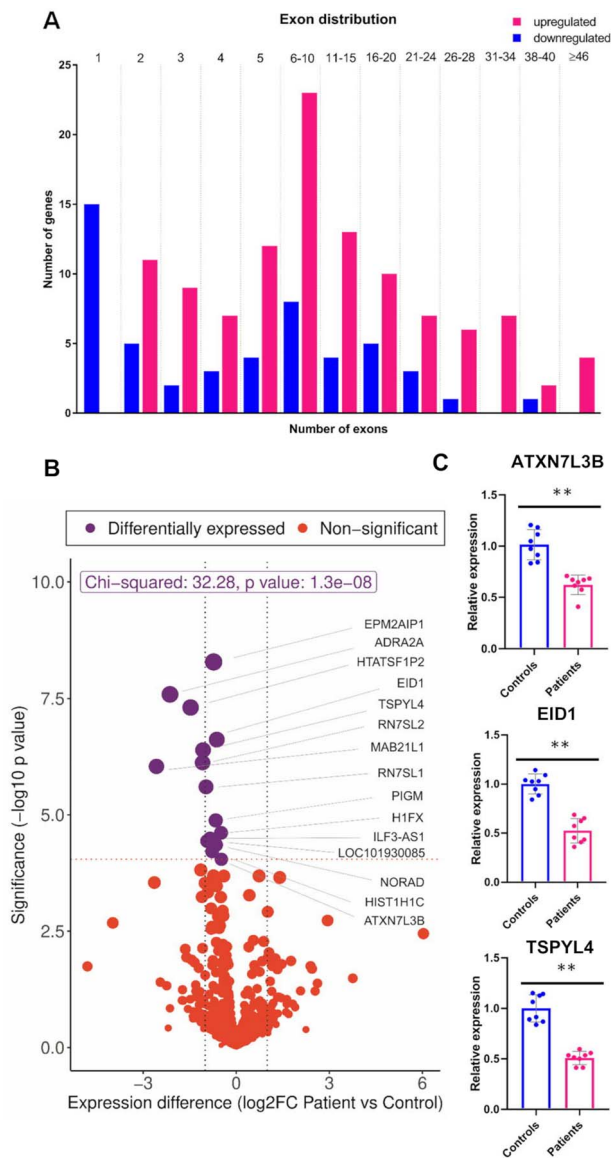 A
Exon distribution
upregulated
downregulated
1 2 3 4 5 6-10 11-15 16-20 21-24 26-28 31-34 38-40 ≥46
25
20
15
10
5
0
Number of genes
Number of exons
B
Differentially expressed Non−significant
Chi−squared: 32.28, p value: 1.3e−08
10.0
7.5
5.0
2.5
0.0
Significance (−log10 p value)
EPM2AIP1
ADRA2A
HTATSF1P2
EID1
TSPYL4
RN7SL2
MAB21L1
RN7SL1
PIGM
H1FX
ILF3-AS1
LOC101930085
NORAD
HIST1H1C
ATXN7L3B
−3 0 3 6
Expression difference (log2FC Patient vs Control)
C
ATXN7L3B
**
1.5
1.0
0.5
0.0
Relative expression
Controls Patients
EID1
**
1.5
1.0
0.5
0.0
Relative expression
Controls Patients
TSPYL4
**
1.5
1.0
0.5
0.0
Relative expression
Controls Patients